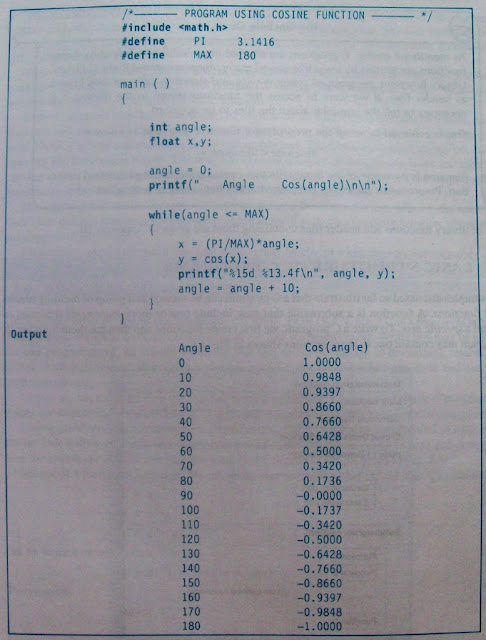 /*——— PROGRAM USING COSINE FUNCTION ——— */
#include <math.h>
#define PI 3.1416
#define MAX 180
main ( )
{
int angle;
float x,y;
angle = 0;
printf(" Angle Cos(angle)\n\n");
while(angle <= MAX)
{
x = (PI/MAX)*angle;
y = cos(x);
printf("%15d %13.4f\n", angle, y);
angle = angle + 10;
}
}
Output
Angle Cos(angle)
0 1.0000
10 0.9848
20 0.9397
30 0.8660
40 0.7660
50 0.6428
60 0.5000
70 0.3420
80 0.1736
90 -0.0000
100 -0.1737
110 -0.3420
120 -0.5000
130 -0.6428
140 -0.7660
150 -0.8660
160 -0.9397
170 -0.9848
180 -1.0000